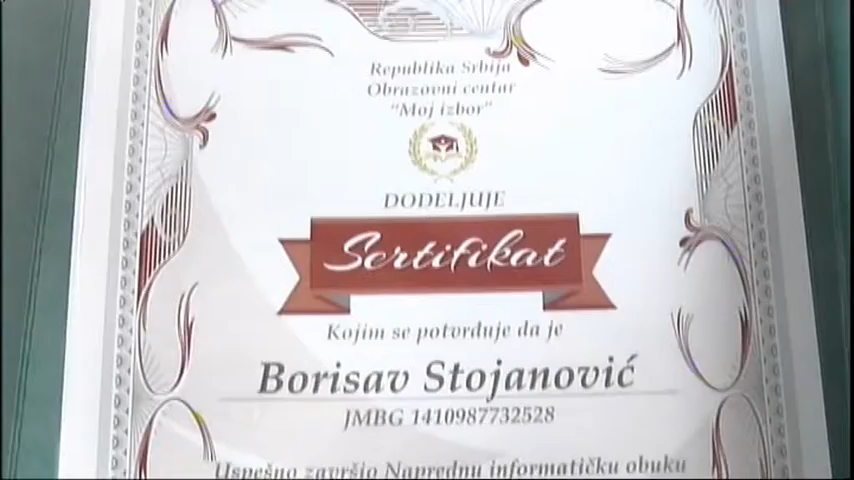 Republika Srbija
Obrazovni centar
"Moj izbor"
DODELJUJE
Sertifikat
Kojim se potvrđuje da je
Borisav Stojanović
JMBG 1410987732528
Uspešno završio Naprednu informatičku obuku